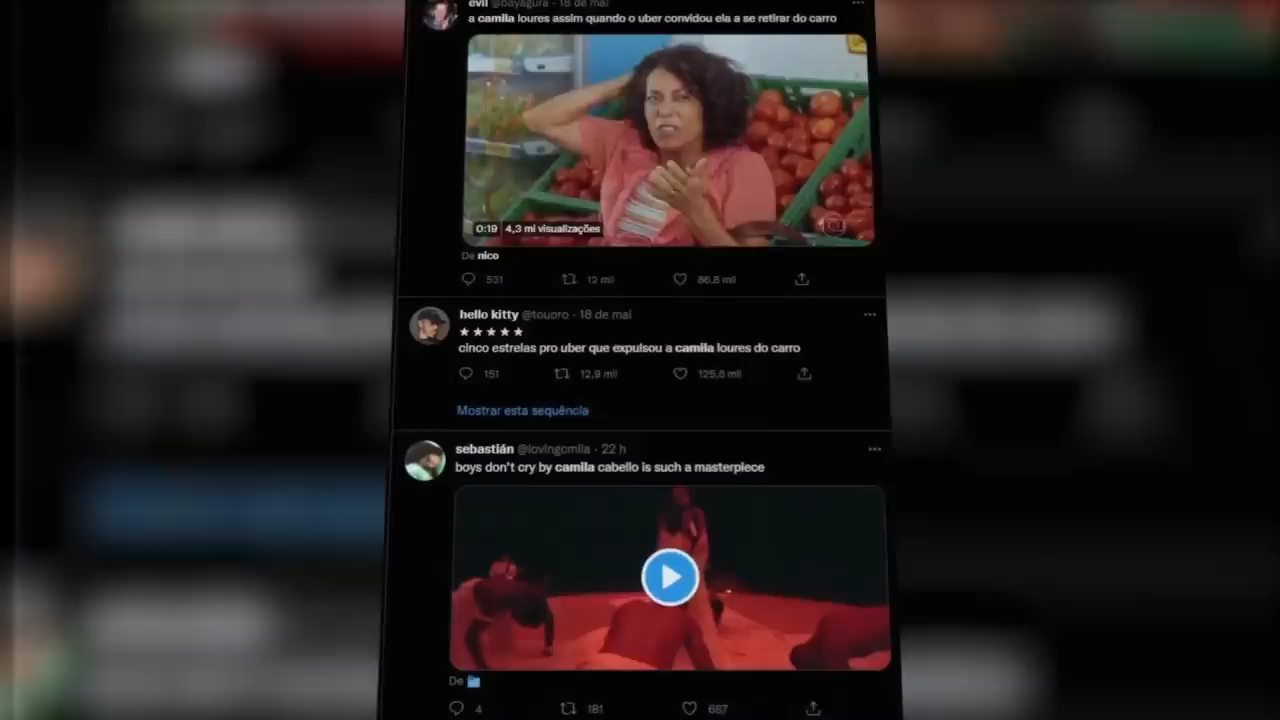 evil @bayagura · 18 de mai
a camila loures assim quando o uber convidou ela a se retirar do carro
0:19 4,3 mi visualizações
De nico
531 12 mil 86,8 mil
hello kitty @touoro · 18 de mai
★★★★★
cinco estrelas pro uber que expulsou a camila loures do carro
151 12,9 mil 125,6 mil
Mostrar esta sequência
sebastián @lovingcmila · 22 h
boys don't cry by camila cabello is such a masterpiece
De
4 181 687